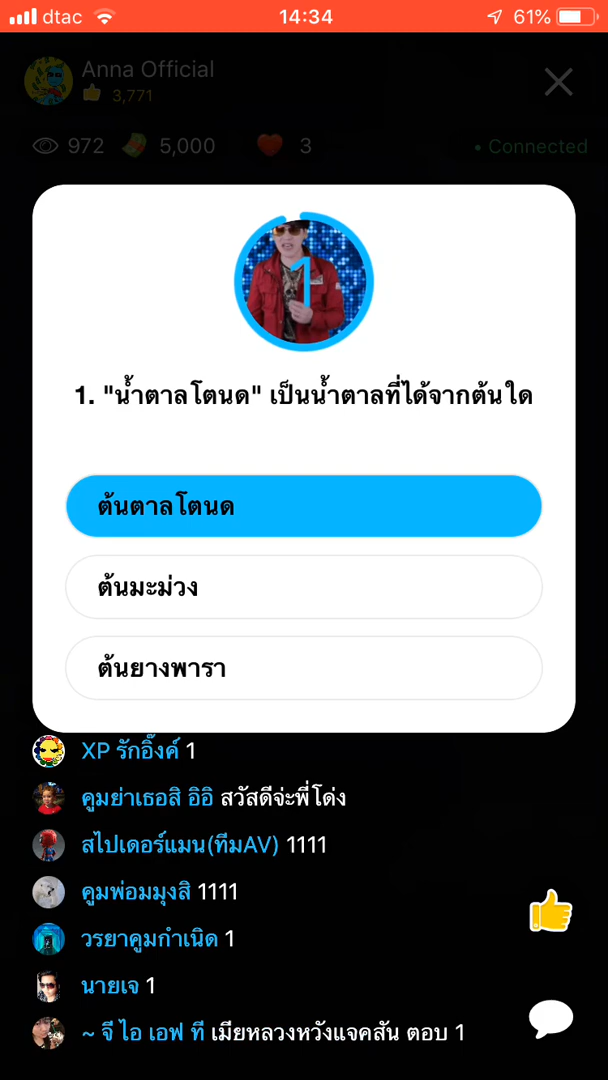 dtac 14:34 61%
Anna Official
3,771
972 5,000 3 • Connected
1
1. "น้ำตาลโตนด" เป็นน้ำตาลที่ได้จากต้นใด
ต้นตาลโตนด
ต้นมะม่วง
ต้นยางพารา
XP รักอิ๊งค์ 1
คูมย่าเธอสิ อิอิ สวัสดีจ่ะพี่โด่ง
สไปเดอร์แมน(ทีมAV) 1111
คูมพ่อมมุงสิ 1111
วรยาคูมกำเนิด 1
นายเจ 1
~ จี ไอ เอฟ ที เมียหลวงหวังแจคสัน ตอบ 1